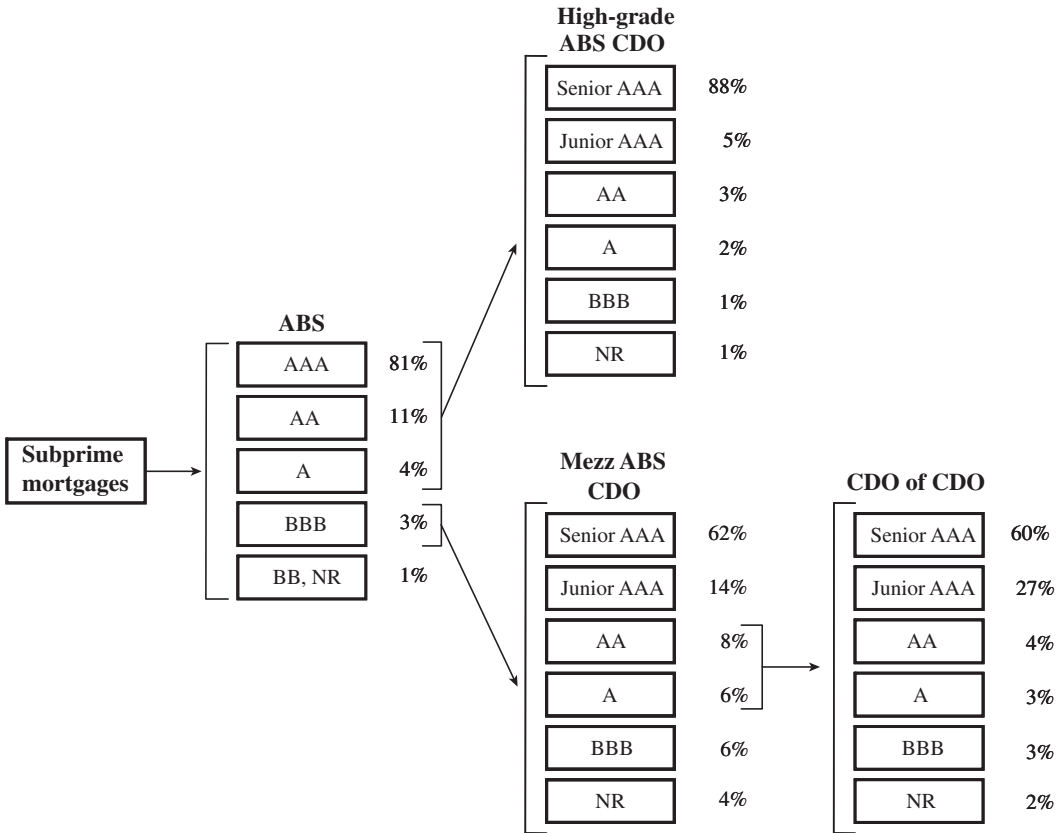 High-grade
ABS CDO
Senior AAA 88%
Junior AAA 5%
AA 3%
A 2%
BBB 1%
NR 1%
ABS
AAA 81%
AA 11%
A 4%
BBB 3%
BB, NR 1%
Subprime
mortgages
Mezz ABS
CDO
Senior AAA 62%
Junior AAA 14%
AA 8%
A 6%
BBB 6%
NR 4%
CDO of CDO
Senior AAA 60%
Junior AAA 27%
AA 4%
A 3%
BBB 3%
NR 2%